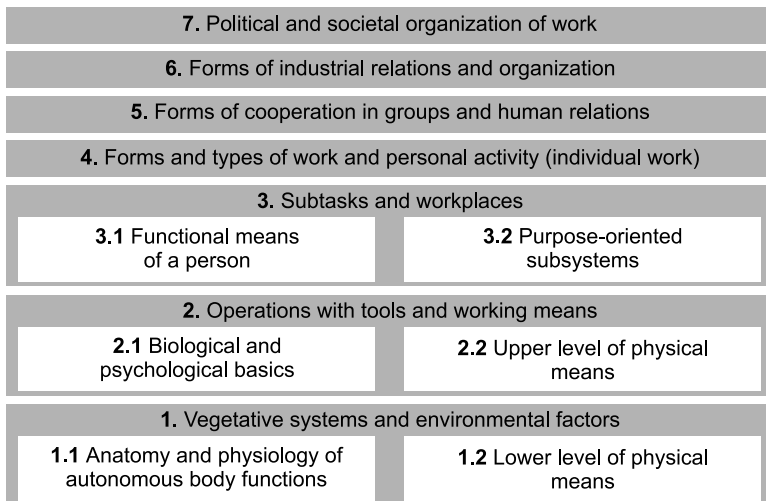 7. Political and societal organization of work
6. Forms of industrial relations and organization
5. Forms of cooperation in groups and human relations
4. Forms and types of work and personal activity (individual work)
3. Subtasks and workplaces
3.1 Functional means
of a person
3.2 Purpose-oriented
subsystems
2. Operations with tools and working means
2.1 Biological and
psychological basics
2.2 Upper level of physical
means
1. Vegetative systems and environmental factors
1.1 Anatomy and physiology of
autonomous body functions
1.2 Lower level of physical
means